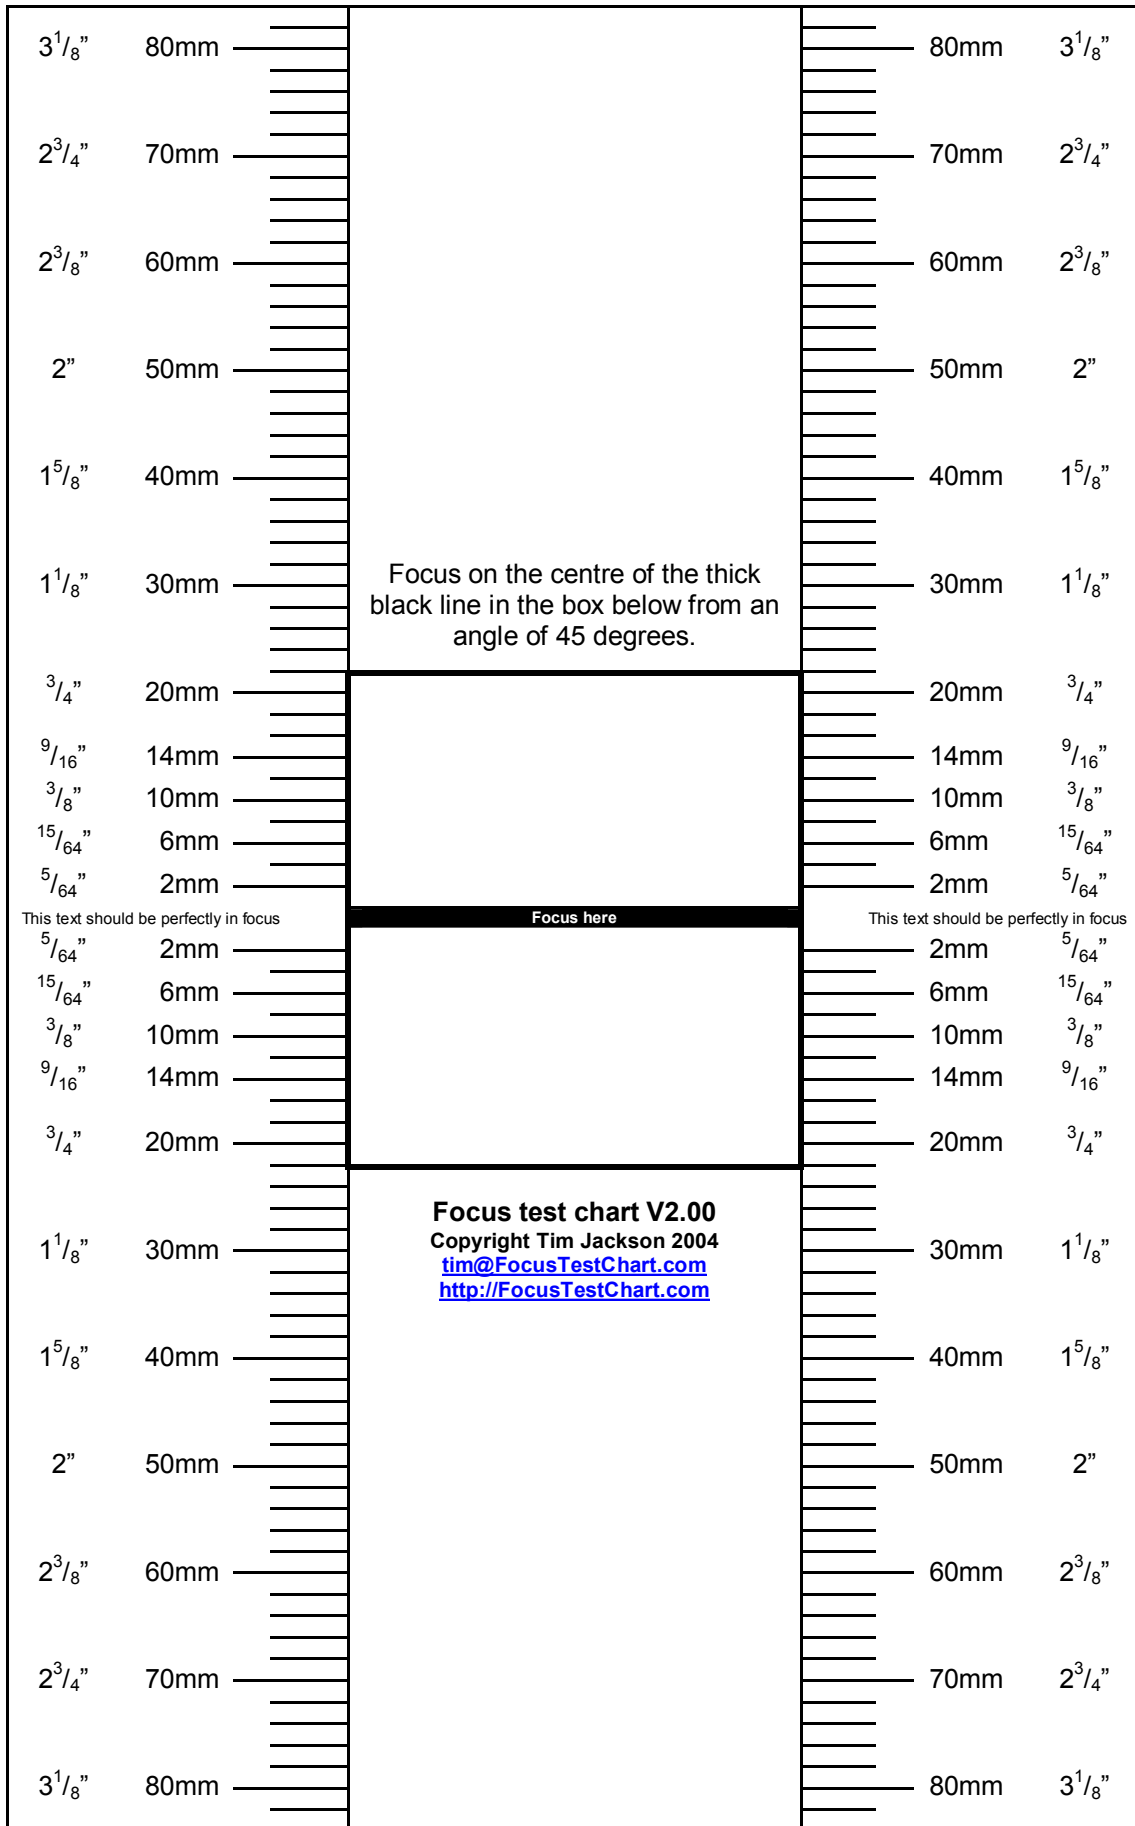 3 1/8” 80mm 80mm 3 1/8”
2 3/4” 70mm 70mm 2 3/4”
2 3/8” 60mm 60mm 2 3/8”
2” 50mm 50mm 2”
1 5/8” 40mm 40mm 1 5/8”
1 1/8” 30mm 30mm 1 1/8”
Focus on the centre of the thick
black line in the box below from an
angle of 45 degrees.
3/4” 20mm 20mm 3/4”
9/16” 14mm 14mm 9/16”
3/8” 10mm 10mm 3/8”
15/64” 6mm 6mm 15/64”
5/64” 2mm 2mm 5/64”
This text should be perfectly in focus Focus here This text should be perfectly in focus
5/64” 2mm 2mm 5/64”
15/64” 6mm 6mm 15/64”
3/8” 10mm 10mm 3/8”
9/16” 14mm 14mm 9/16”
3/4” 20mm 20mm 3/4”
Focus test chart V2.00
Copyright Tim Jackson 2004
tim@FocusTestChart.com
http://FocusTestChart.com
1 1/8” 30mm 30mm 1 1/8”
1 5/8” 40mm 40mm 1 5/8”
2” 50mm 50mm 2”
2 3/8” 60mm 60mm 2 3/8”
2 3/4” 70mm 70mm 2 3/4”
3 1/8” 80mm 80mm 3 1/8”